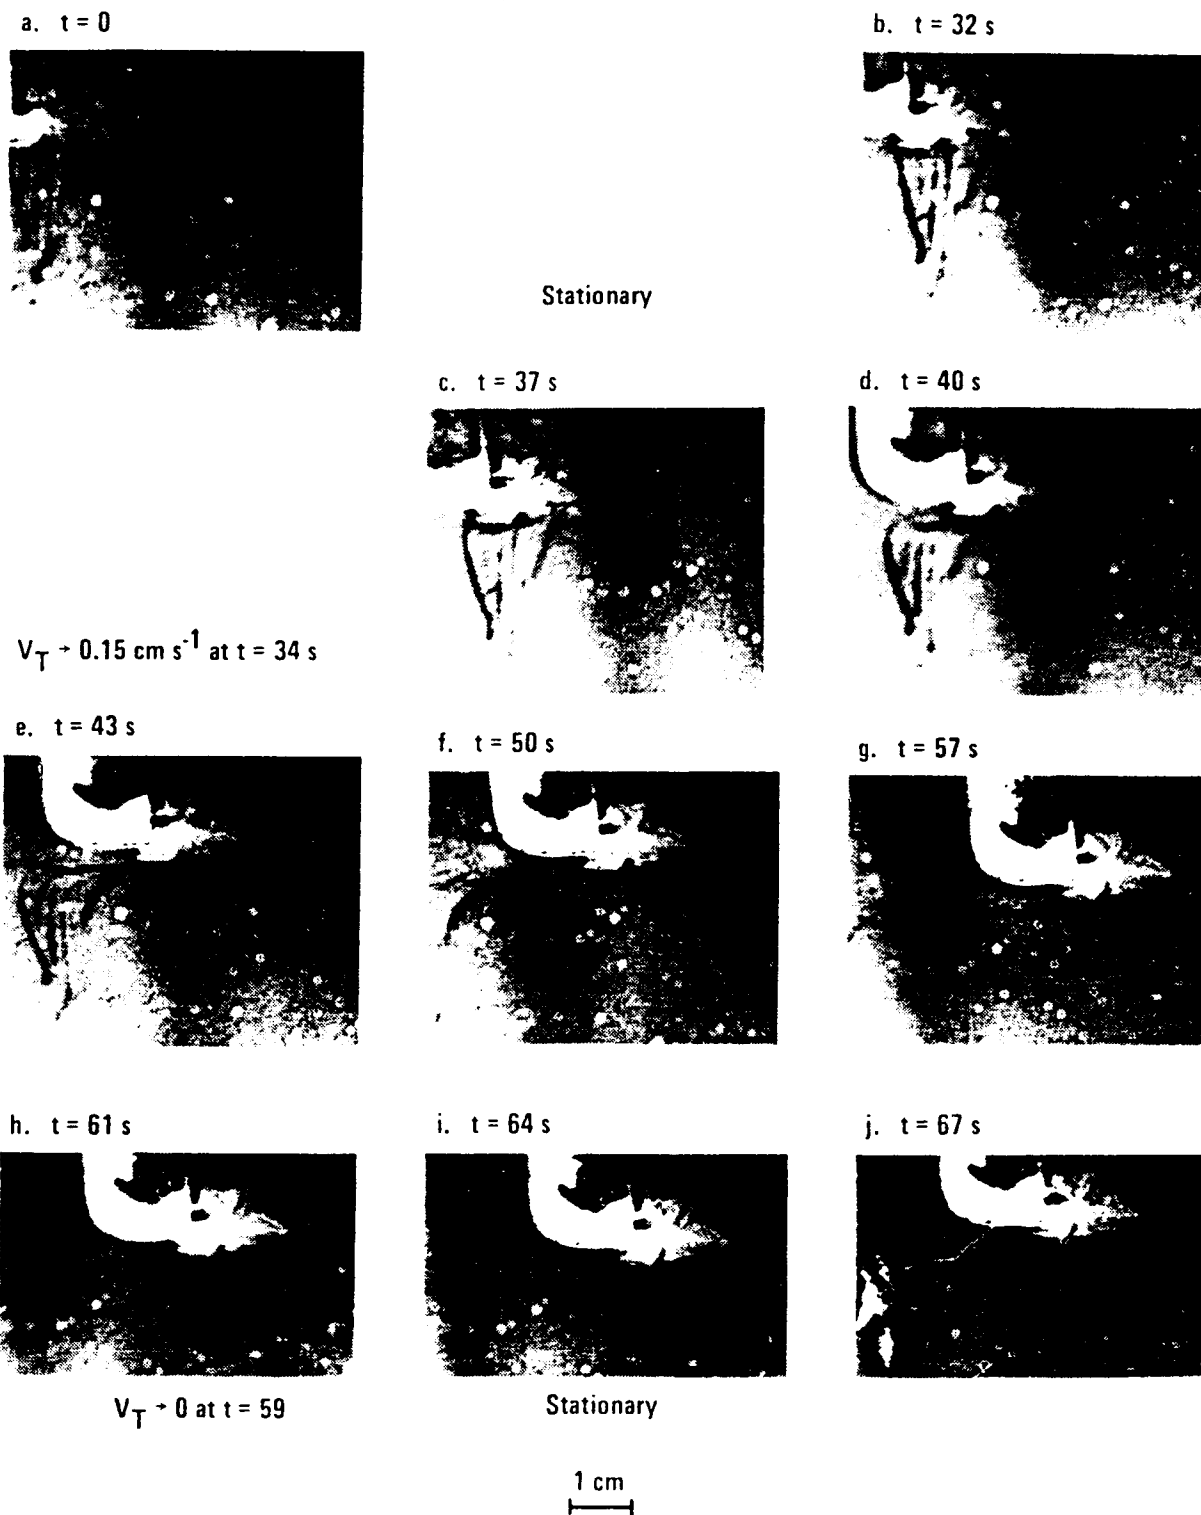 a. t = 0
b. t = 32 s
Stationary
c. t = 37 s
d. t = 40 s
V_T → 0.15 cm s⁻¹ at t = 34 s
e. t = 43 s
f. t = 50 s
g. t = 57 s
h. t = 61 s
i. t = 64 s
j. t = 67 s
V_T → 0 at t = 59
Stationary
1 cm